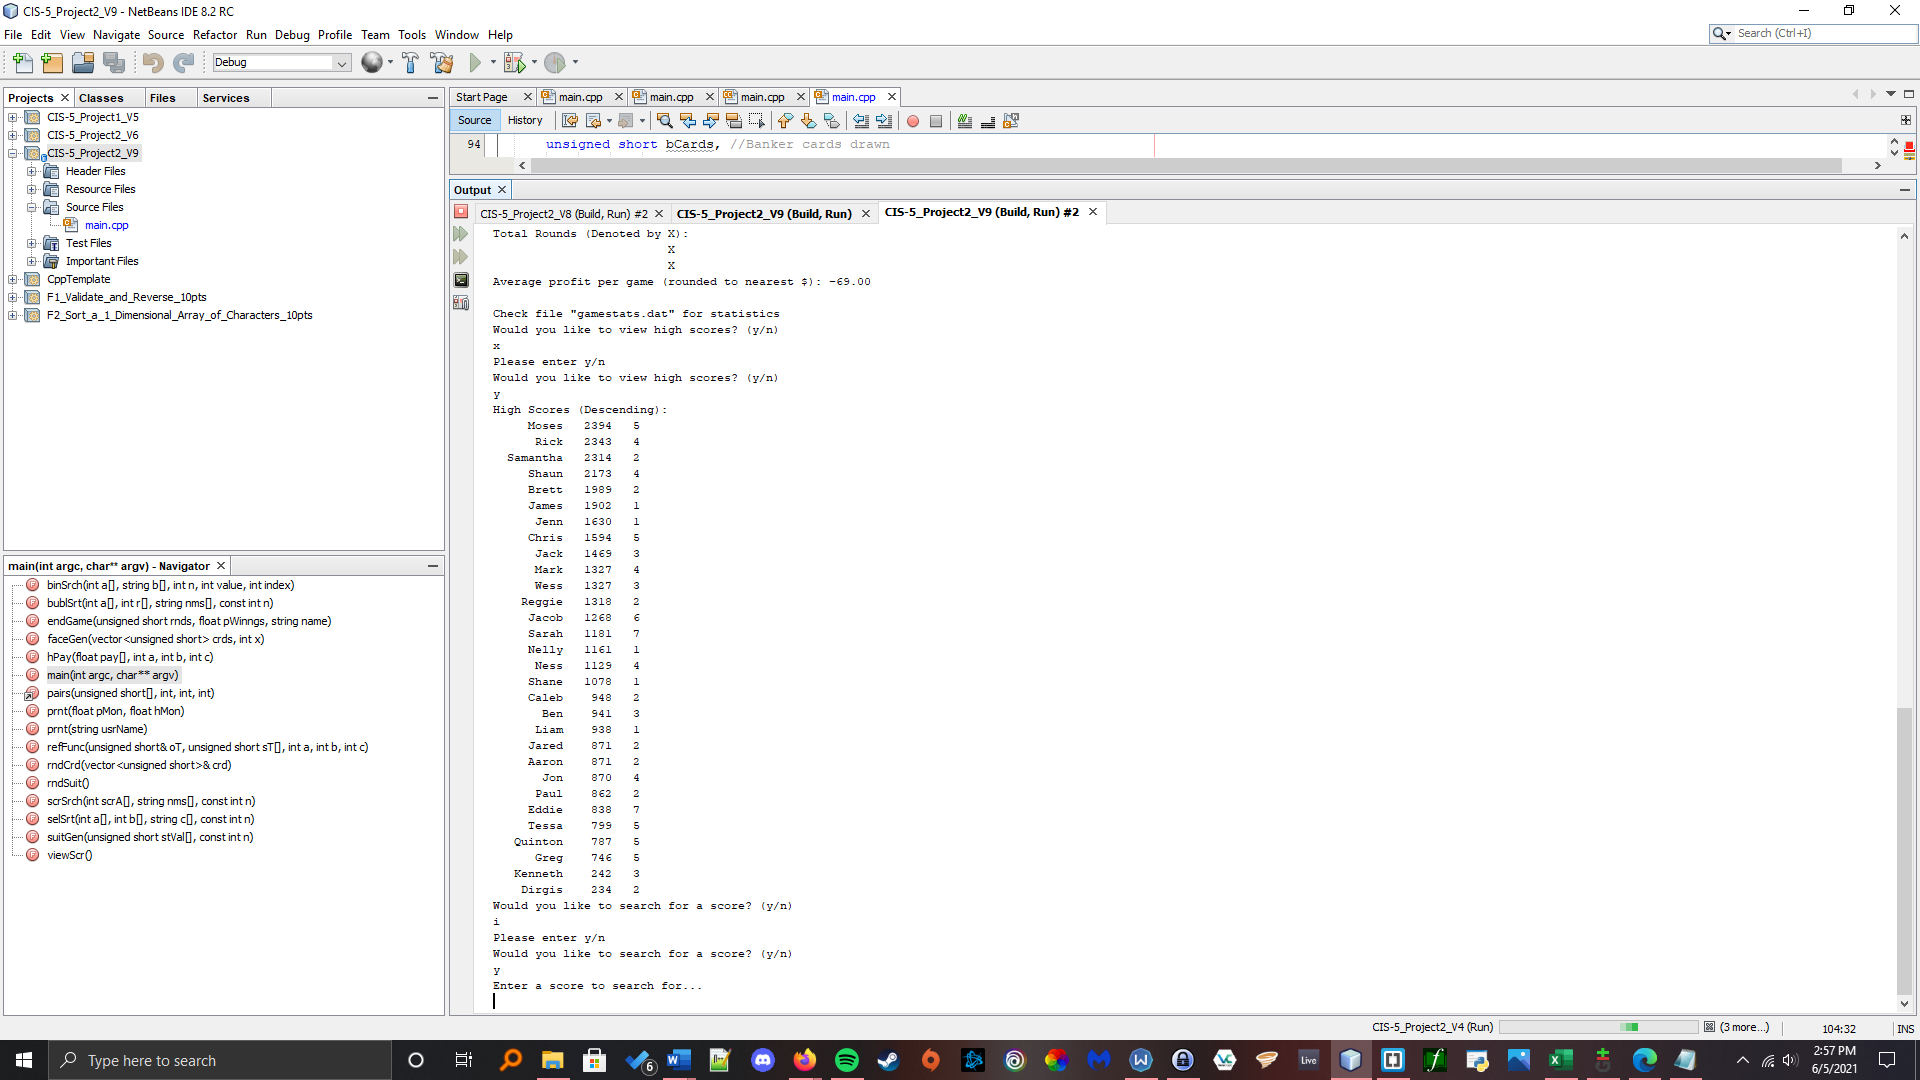 CIS-5_Project2_V9 - NetBeans IDE 8.2 RC
File Edit View Navigate Source Refactor Run Debug Profile Team Tools Window Help
Search (Ctrl+I)
Debug
Projects Classes Files Services
CIS-5_Project1_V5
CIS-5_Project2_V6
CIS-5_Project2_V9
Header Files
Resource Files
Source Files
main.cpp
Test Files
Important Files
CppTemplate
F1_Validate_and_Reverse_10pts
F2_Sort_a_1_Dimensional_Array_of_Characters_10pts
main(int argc, char** argv) - Navigator
binSrch(int a[], string b[], int n, int value, int index)
bublSrt(int a[], int r[], string nms[], const int n)
endGame(unsigned short rnds, float pWinngs, string name)
faceGen(vector<unsigned short> crds, int x)
hPay(float pay[], int a, int b, int c)
main(int argc, char** argv)
pairs(unsigned short[], int, int, int)
prnt(float pMon, float hMon)
prnt(string usrName)
refFunc(unsigned short& oT, unsigned short sT[], int a, int b, int c)
rndCrd(vector<unsigned short>& crd)
rndSuit()
scrSrch(int scrA[], string nms[], const int n)
selSrt(int a[], int b[], string c[], const int n)
suitGen(unsigned short stVal[], const int n)
viewScr()
Start Page main.cpp main.cpp main.cpp main.cpp
Source History
94 unsigned short bCards, //Banker cards drawn
Output
CIS-5_Project2_V8 (Build, Run) #2 CIS-5_Project2_V9 (Build, Run) CIS-5_Project2_V9 (Build, Run) #2
Total Rounds (Denoted by X):
X
X
Average profit per game (rounded to nearest $): -69.00
Check file "gamestats.dat" for statistics
Would you like to view high scores? (y/n)
x
Please enter y/n
Would you like to view high scores? (y/n)
y
High Scores (Descending):
Moses 2394 5
Rick 2343 4
Samantha 2314 2
Shaun 2173 4
Brett 1989 2
James 1902 1
Jenn 1630 1
Chris 1594 5
Jack 1469 3
Mark 1327 4
Wess 1327 3
Reggie 1318 2
Jacob 1268 6
Sarah 1181 7
Nelly 1161 1
Ness 1129 4
Shane 1078 1
Caleb 948 2
Ben 941 3
Liam 938 1
Jared 871 2
Aaron 871 2
Jon 870 4
Paul 862 2
Eddie 838 7
Tessa 799 5
Quinton 787 5
Greg 746 5
Kenneth 242 3
Dirgis 234 2
Would you like to search for a score? (y/n)
i
Please enter y/n
Would you like to search for a score? (y/n)
y
Enter a score to search for...
CIS-5_Project2_V4 (Run) (3 more...) 104:32 INS
Type here to search
6
Live
2:57 PM
6/5/2021